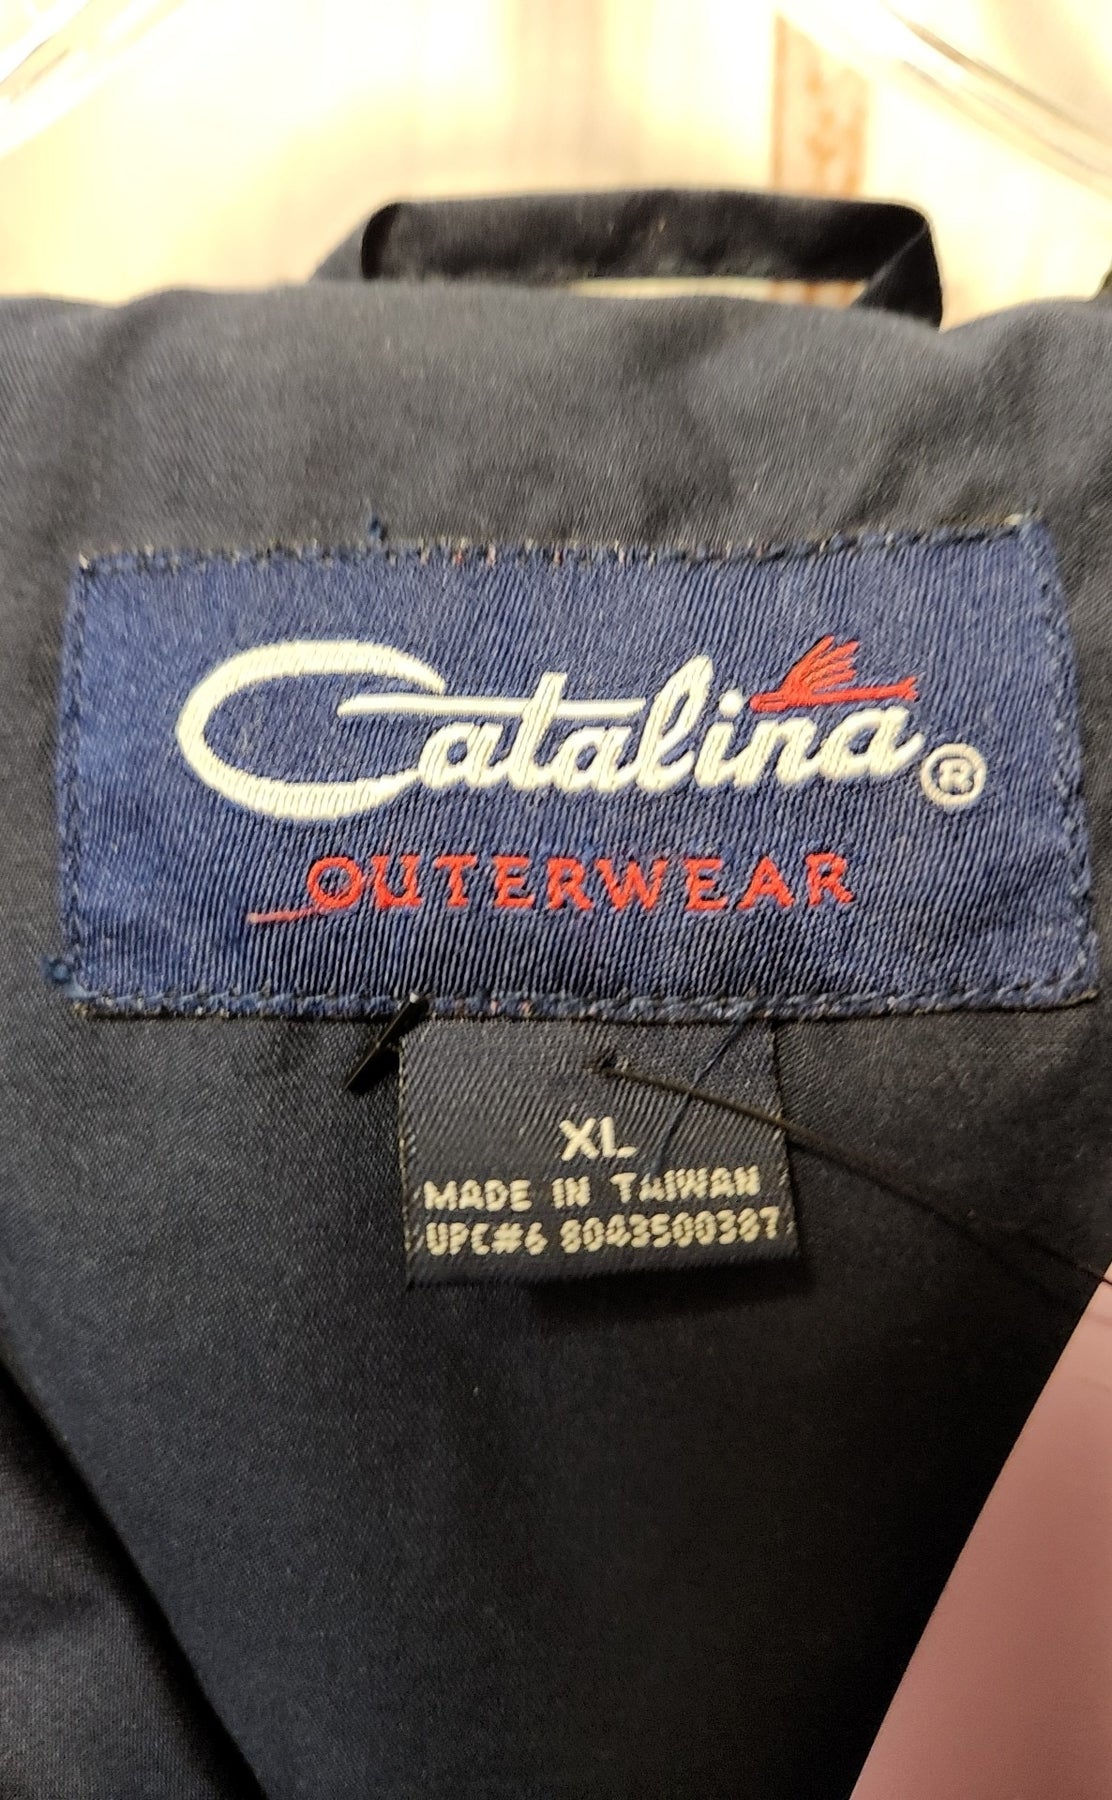 Catalina®
OUTERWEAR
XL
MADE IN TAIWAN
UPC#6 8043500387